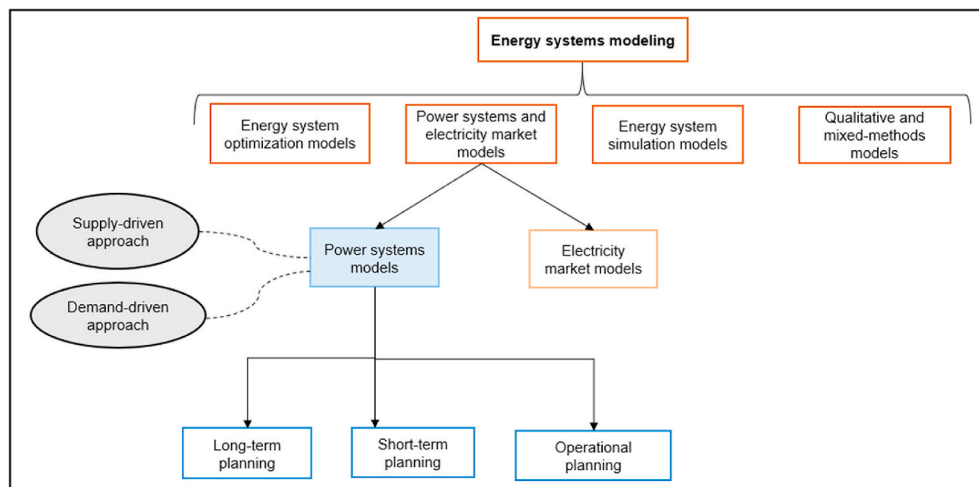 Energy systems modeling
Energy system
optimization models
Power systems and
electricity market
models
Energy system
simulation models
Qualitative and
mixed-methods
models
Supply-driven
approach
Power systems
models
Electricity
market models
Demand-driven
approach
Long-term
planning
Short-term
planning
Operational
planning